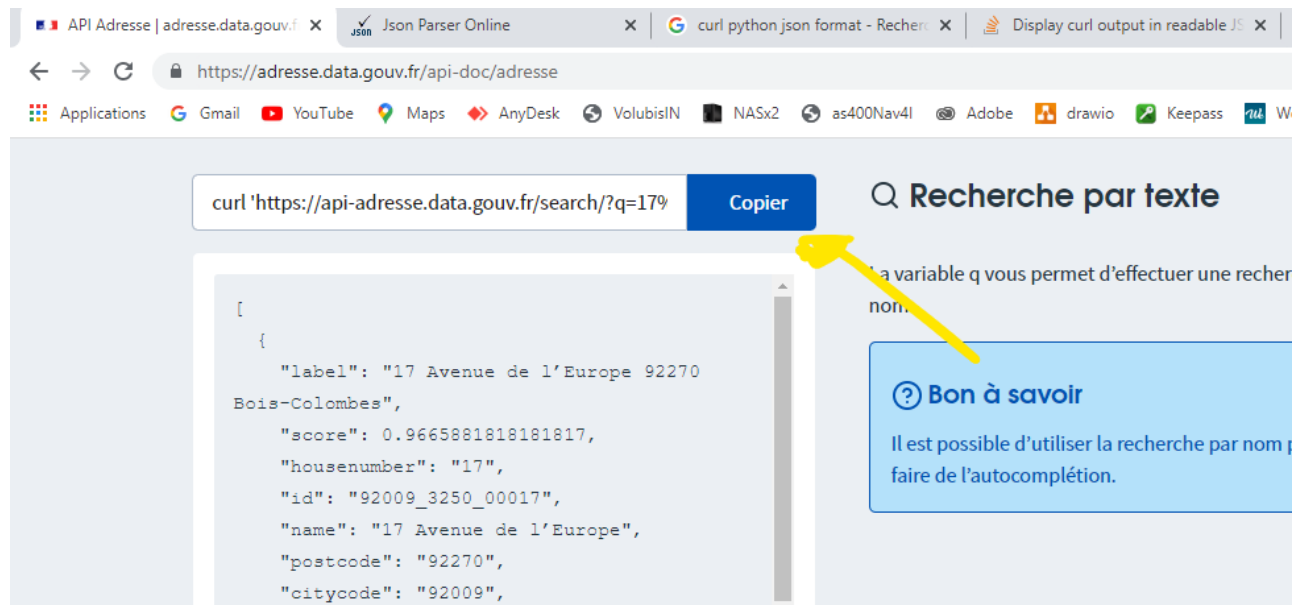 API Adresse | adresse.data.gouv.f
Json Parser Online
curl python json format - Recherc
Display curl output in readable JS
https://adresse.data.gouv.fr/api-doc/adresse
Applications Gmail YouTube Maps AnyDesk VolubisIN NASx2 as400Nav4I Adobe drawio Keepass
curl 'https://api-adresse.data.gouv.fr/search/?q=17%
Copier
[
{
"label": "17 Avenue de l’Europe 92270
Bois-Colombes",
"score": 0.9665881818181817,
"housenumber": "17",
"id": "92009_3250_00017",
"name": "17 Avenue de l’Europe",
"postcode": "92270",
"citycode": "92009",
Recherche par texte
La variable q vous permet d’effectuer une recher
nom
Bon à savoir
Il est possible d’utiliser la recherche par nom p
faire de l’autocomplétion.